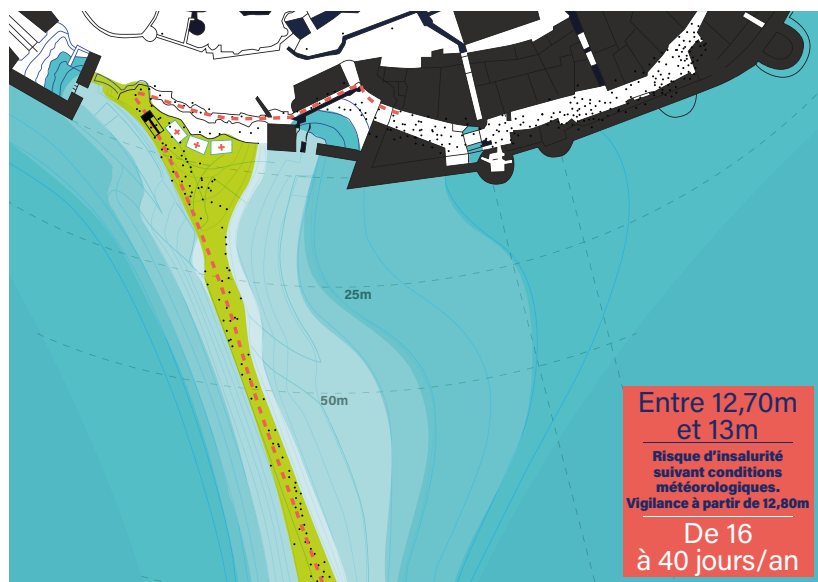 25m
50m
Entre 12,70m
et 13m
Risque d'insalurité
suivant conditions
météorologiques.
Vigilance à partir de 12,80m
De 16
à 40 jours/an